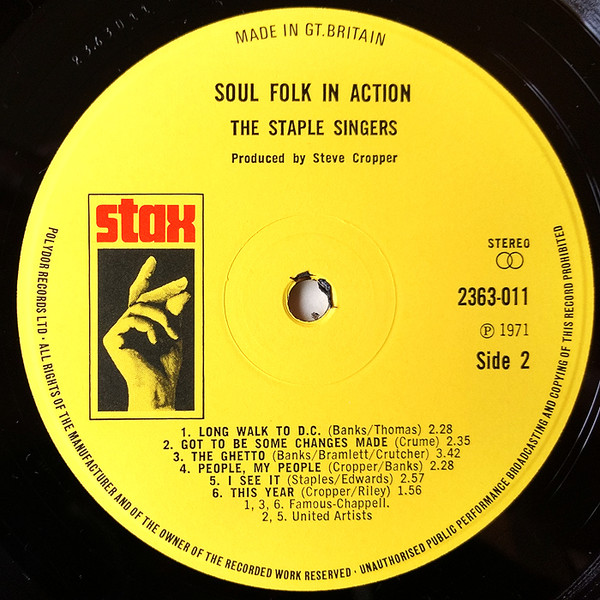 2363011
MADE IN GT.BRITAIN
SOUL FOLK IN ACTION
THE STAPLE SINGERS
Produced by Steve Cropper
stax
STEREO
2363-011
Ⓟ 1971
Side 2
1. LONG WALK TO D.C. (Banks/Thomas) 2.28
2. GOT TO BE SOME CHANGES MADE (Crume) 2.35
3. THE GHETTO (Banks/Bramlett/Crutcher) 3.42
4. PEOPLE, MY PEOPLE (Cropper/Banks) 2.28
5. I SEE IT (Staples/Edwards) 2.57
6. THIS YEAR (Cropper/Riley) 1.56
1, 3, 6. Famous-Chappell.
2, 5. United Artists
POLYDOR RECORDS LTD · ALL RIGHTS OF THE MANUFACTURER AND OF THE OWNER OF THE RECORDED WORK RESERVED · UNAUTHORISED PUBLIC PERFORMANCE BROADCASTING AND COPYING OF THIS RECORD PROHIBITED